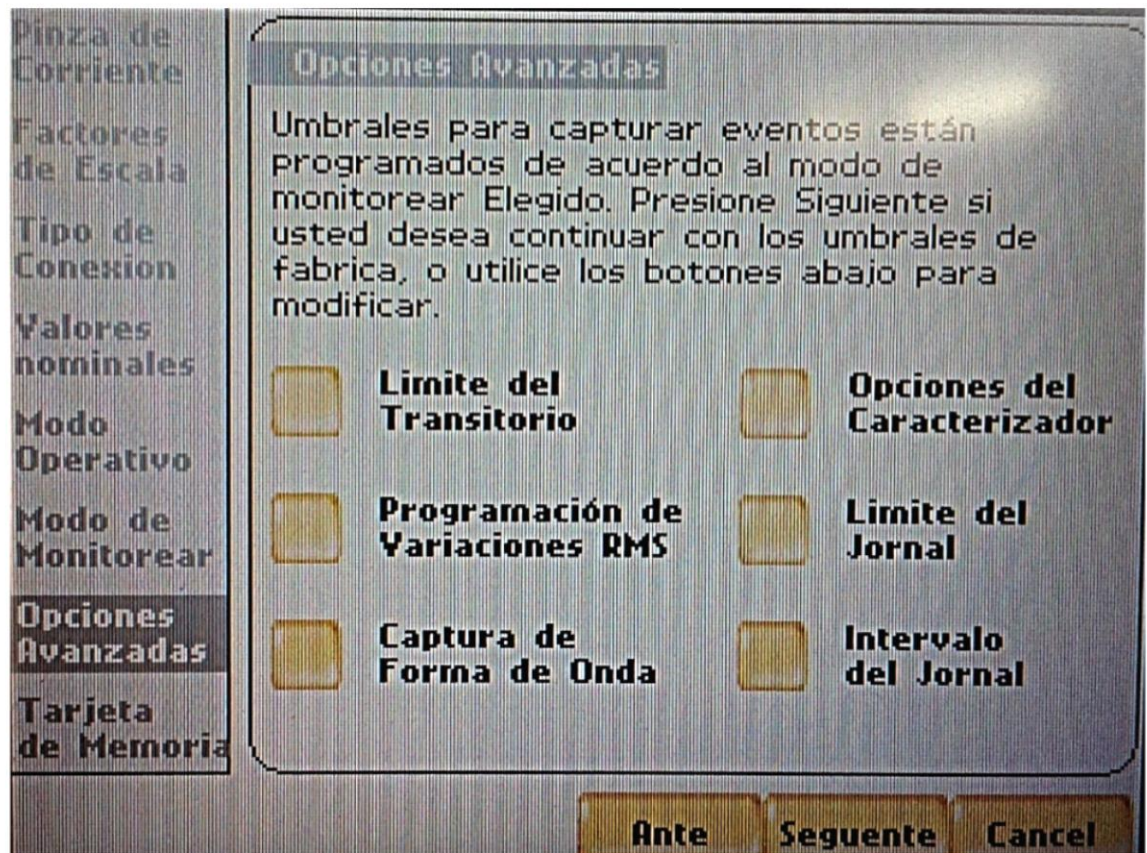 Pinza de
Corriente
Factores
de Escala
Tipo de
Conexion
Valores
nominales
Modo
Operativo
Modo de
Monitorear
Opciones
Avanzadas
Tarjeta
de Memoria
Opciones Avanzadas
Umbrales para capturar eventos están
programados de acuerdo al modo de
monitorear Elegido. Presione Siguiente si
usted desea continuar con los umbrales de
fabrica, o utilice los botones abajo para
modificar.
Limite del
Transitorio
Opciones del
Caracterizador
Programación de
Variaciones RMS
Limite del
Jornal
Captura de
Forma de Onda
Intervalo
del Jornal
Ante
Seguente
Cancel